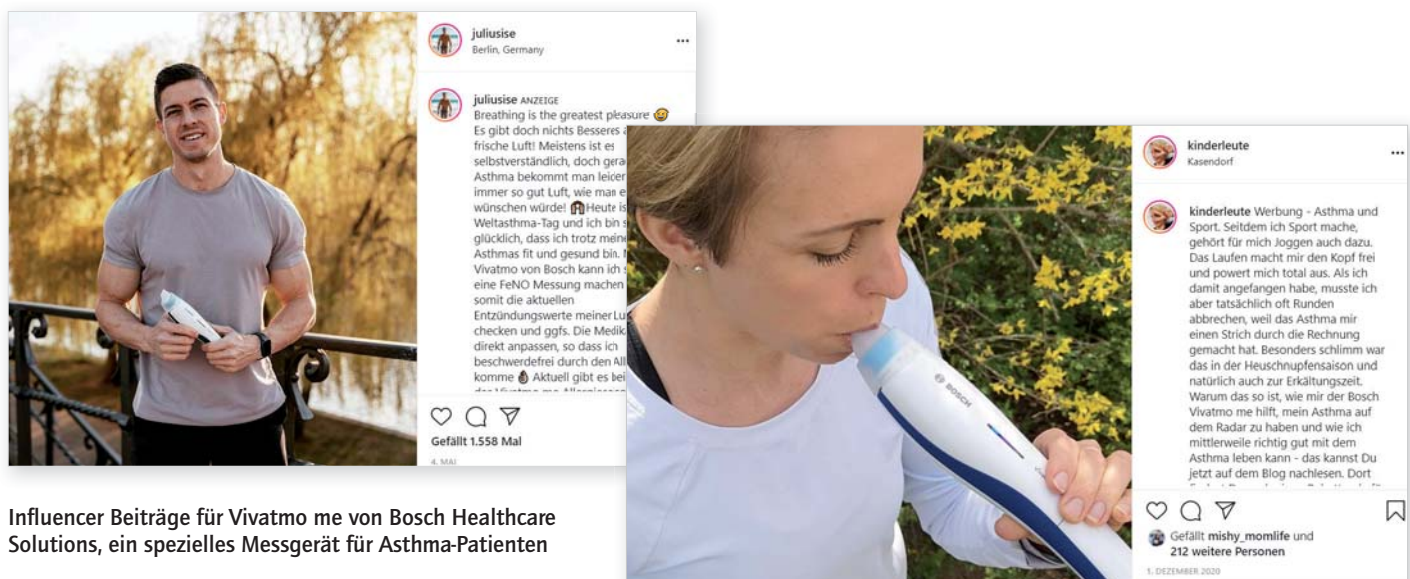 juliusise
Berlin, Germany
juliusise ANZEIGE
Breathing is the greatest pleasure 😅
Es gibt doch nichts Besseres
frische Luft! Meistens ist es
selbstverständlich, doch
Asthma bekommt man leider
immer so gut Luft, wie man
wünschen würde! Heute
Weltasthma-Tag und ich bin
glücklich, dass ich trotz
Asthmas fit und gesund bin.
Vivatmo von Bosch kann ich
eine FeNO Messung machen
somit die aktuellen
Entzündungswerte meiner
checken und ggfs. Die
direkt anpassen, so dass ich
beschwerdefrei durch den
komme Aktuell gibt es
Gefällt 1.558 Mal
4. MAI
kinderleute
Kasendorf
kinderleute Werbung - Asthma und
Sport. Seitdem ich Sport mache,
gehört für mich Joggen auch dazu.
Das Laufen macht mir den Kopf frei
und powert mich total aus. Als ich
damit angefangen habe, musste ich
aber tatsächlich oft Runden
abbrechen, weil das Asthma mir
einen Strich durch die Rechnung
gemacht hat. Besonders schlimm war
das in der Heuschnupfensaison und
natürlich auch zur Erkältungszeit.
Warum das so ist, wie mir der Bosch
Vivatmo me hilft, mein Asthma auf
dem Radar zu haben und wie ich
mittlerweile richtig gut mit dem
Asthma leben kann - das kannst Du
jetzt auf dem Blog nachlesen. Dort
Gefällt mishy_momlife und
212 weitere Personen
1. DEZEMBER 2020
BOSCH
Influencer Beiträge für Vivatmo me von Bosch Healthcare
Solutions, ein spezielles Messgerät für Asthma-Patienten